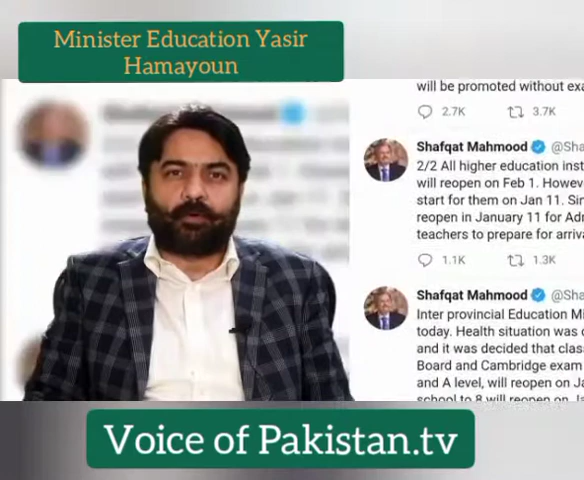 Minister Education Yasir
Hamayoun
will be promoted without exa
2.7K 3.7K
Shafqat Mahmood @Sha
2/2 All higher education inst
will reopen on Feb 1. Howev
start for them on Jan 11. Sin
reopen in January 11 for Adr
teachers to prepare for arriva
1.1K 1.3K
Shafqat Mahmood @Sha
Inter provincial Education Mi
today. Health situation was d
and it was decided that clas
Board and Cambridge exam
and A level, will reopen on Ja
school to 8 will reopen on Ja
Voice of Pakistan.tv